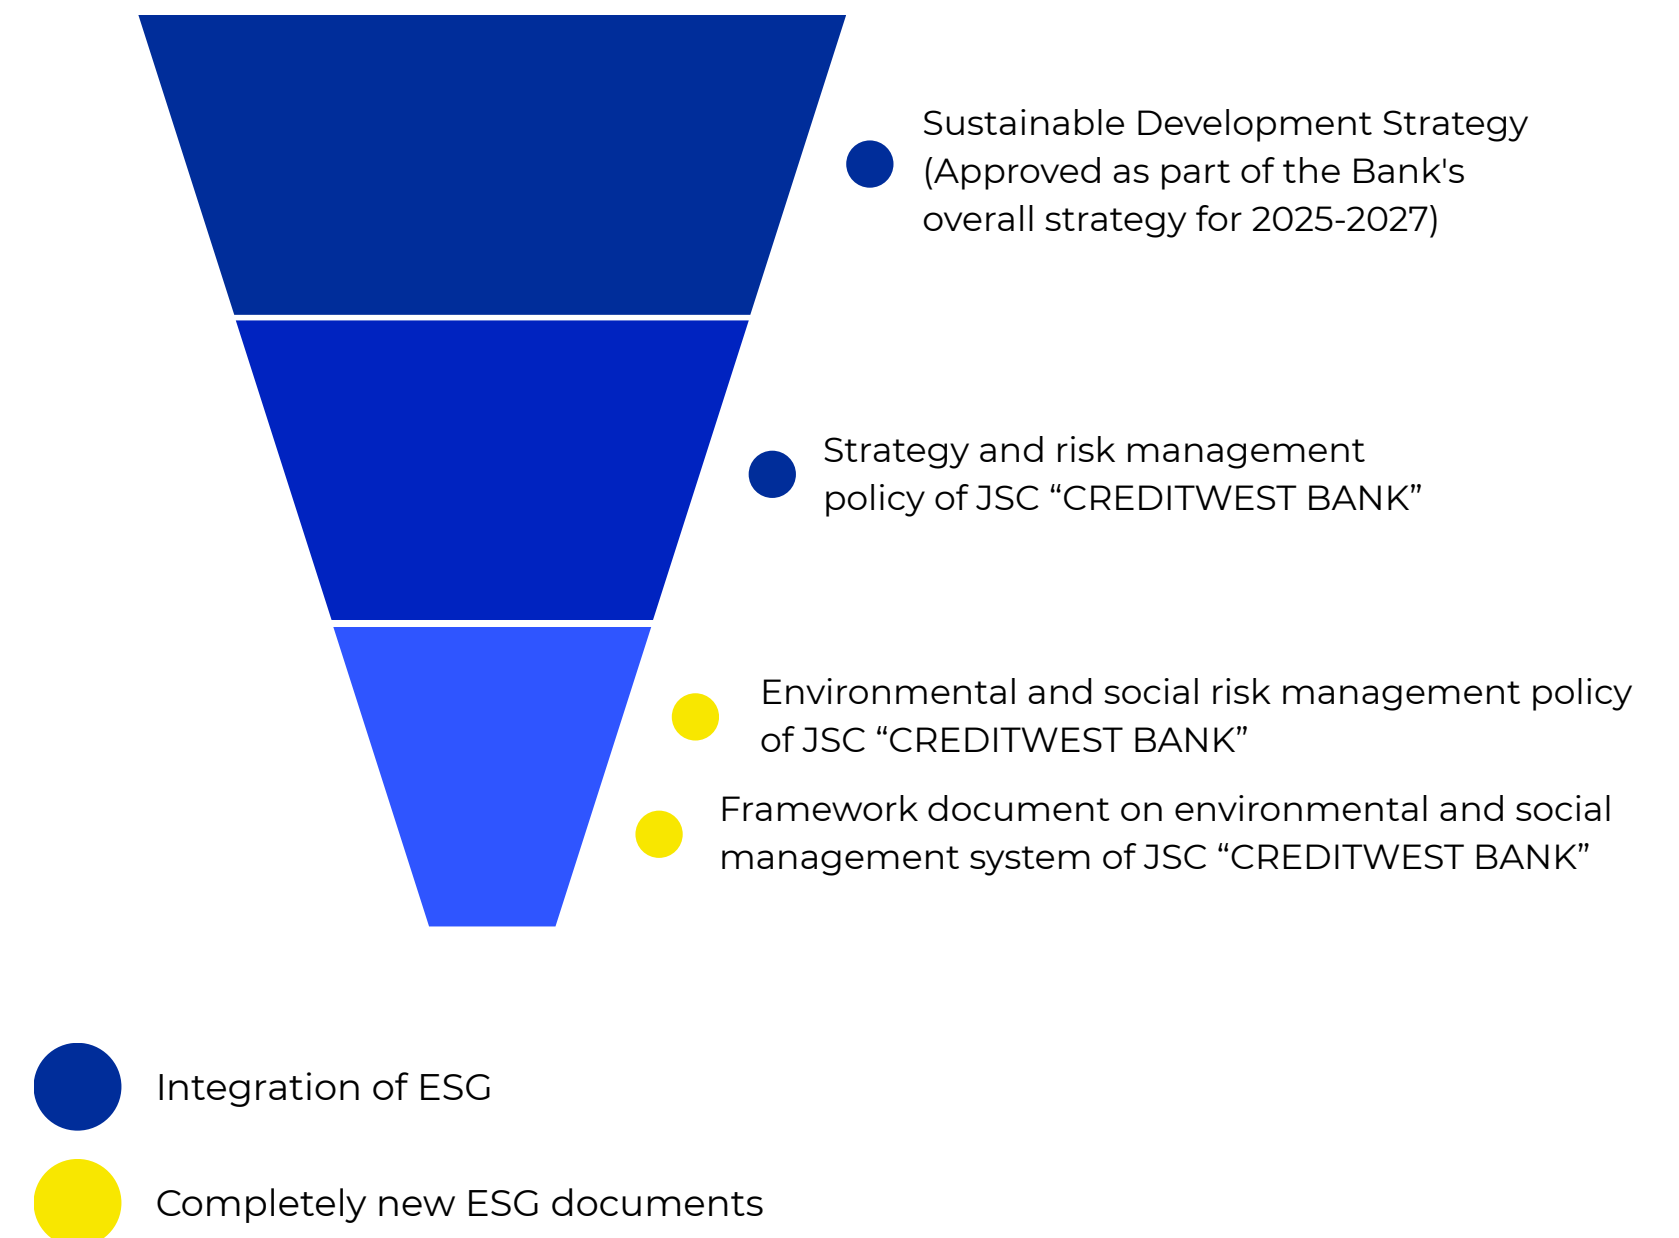 Sustainable Development Strategy
(Approved as part of the Bank's
overall strategy for 2025-2027)
Strategy and risk management
policy of JSC “CREDITWEST BANK”
Environmental and social risk management policy
of JSC “CREDITWEST BANK”
Framework document on environmental and social
management system of JSC “CREDITWEST BANK”
Integration of ESG
Completely new ESG documents